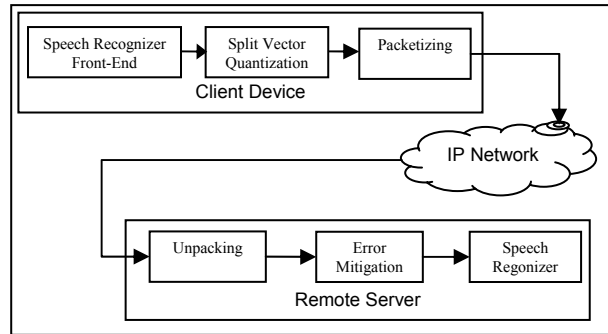 Speech Recognizer
Front-End
Split Vector
Quantization
Packetizing
Client Device
IP Network
Unpacking
Error
Mitigation
Speech
Regonizer
Remote Server